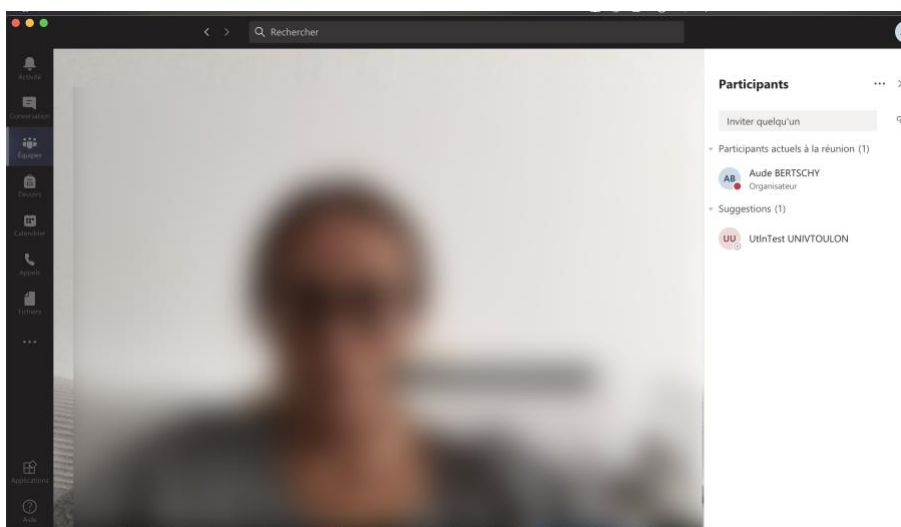 Rechercher
Activité
Conversation
Équipes
Devoirs
Calendrier
Appels
Fichiers
Applications
Aide
Participants
Inviter quelqu'un
Participants actuels à la réunion (1)
AB
Aude BERTSCHY
Organisateur
Suggestions (1)
UU
UtlnTest UNIVTOULON